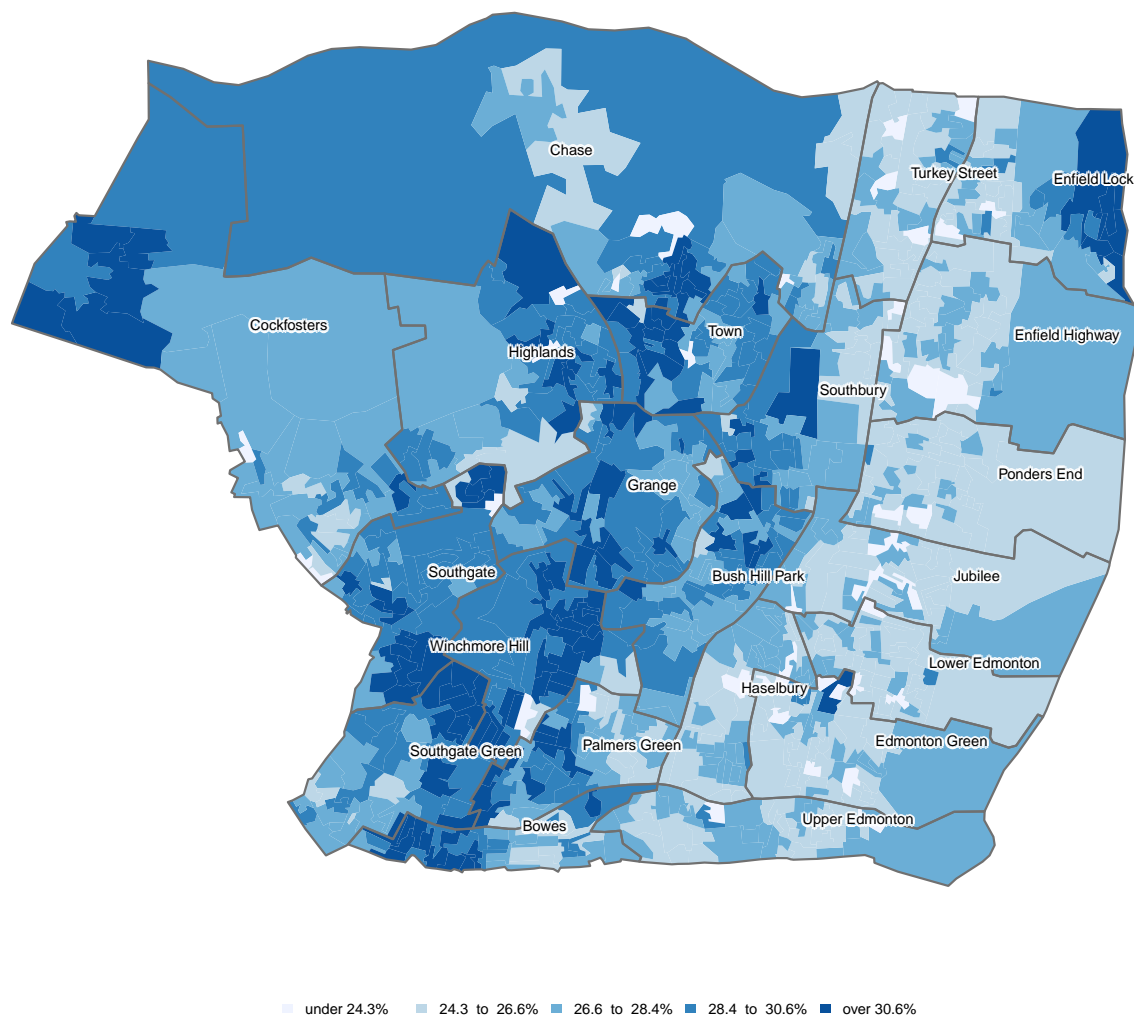 Chase
Turkey Street
Enfield Lock
Cockfosters
Town
Enfield Highway
Highlands
Southbury
Ponders End
Grange
Southgate
Bush Hill Park
Jubilee
Winchmore Hill
Lower Edmonton
Haselbury
Southgate Green
Palmers Green
Edmonton Green
Bowes
Upper Edmonton
under 24.3% 24.3 to 26.6% 26.6 to 28.4% 28.4 to 30.6% over 30.6%